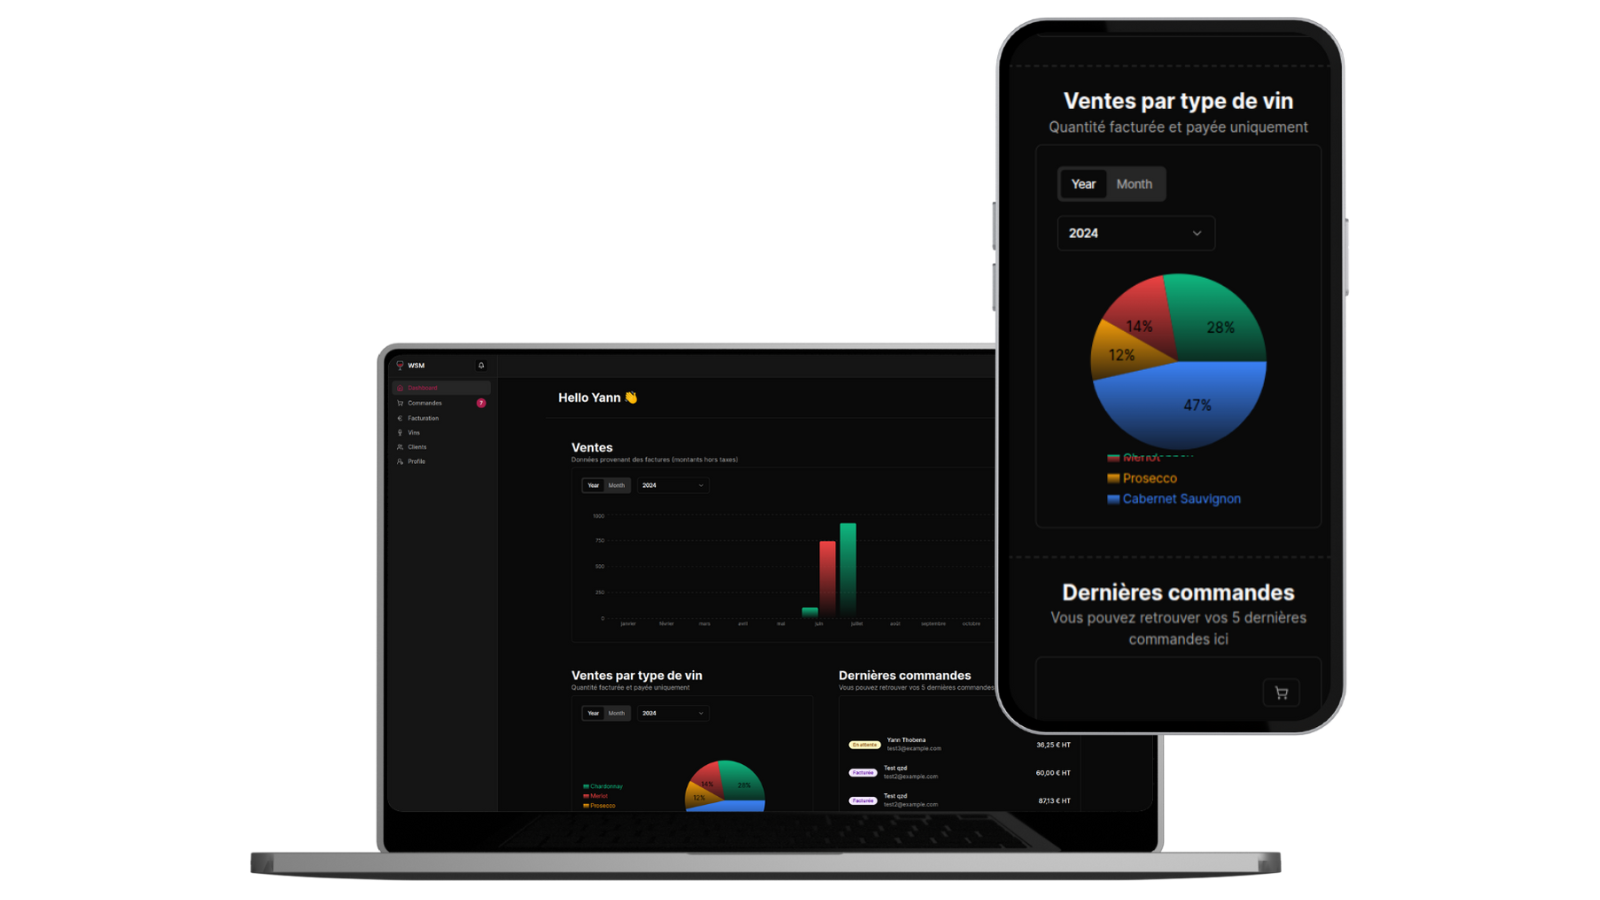 WSM
Dashboard
Commandes
7
Facturation
Vins
Clients
Profile
Hello Yann 👋
Ventes
Données provenant des factures (montants hors taxes)
Year Month 2024
1000
750
500
250
0
janvier février mars avril mai juin juillet août septembre octobre
Ventes par type de vin
Quantité facturée et payée uniquement
Year Month 2024
Chardonnay
Merlot
Prosecco
14% 28%
12%
Dernières commandes
Vous pouvez retrouver vos 5 dernières commandes
En attente Yann Thobena 36,25 € HT
test3@example.com
Facturée Test qzd 60,00 € HT
test2@example.com
Facturée Test qzd 87,13 € HT
test2@example.com
Ventes par type de vin
Quantité facturée et payée uniquement
Year Month
2024
14% 28%
12%
47%
Merlot
Prosecco
Cabernet Sauvignon
Dernières commandes
Vous pouvez retrouver vos 5 dernières
commandes ici